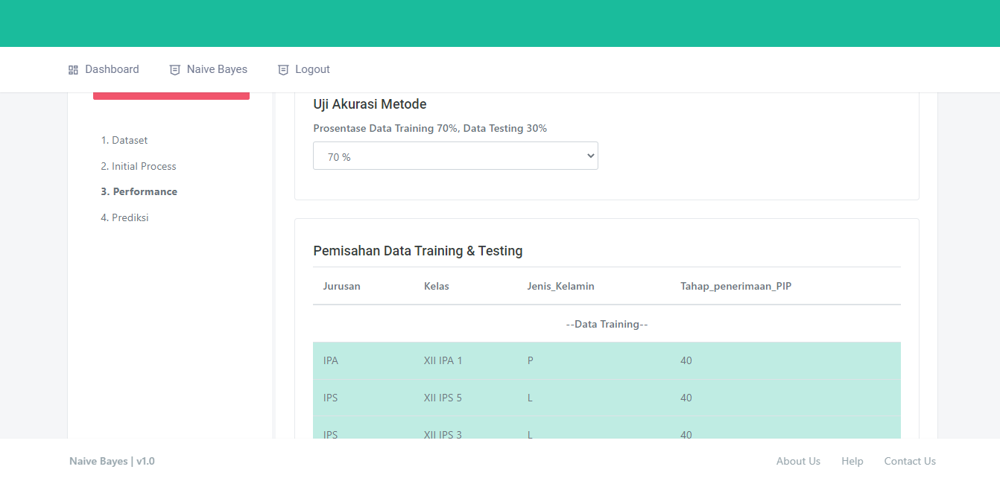 Dashboard Naive Bayes Logout
1. Dataset
2. Initial Process
3. Performance
4. Prediksi
Uji Akurasi Metode
Prosentase Data Training 70%, Data Testing 30%
70 %
Pemisahan Data Training & Testing
Jurusan Kelas Jenis_Kelamin Tahap_penerimaan_PIP
--Data Training--
IPA XII IPA 1 P 40
IPS XII IPS 5 L 40
IPS XII IPS 3 L 40
Naive Bayes | v1.0 About Us Help Contact Us